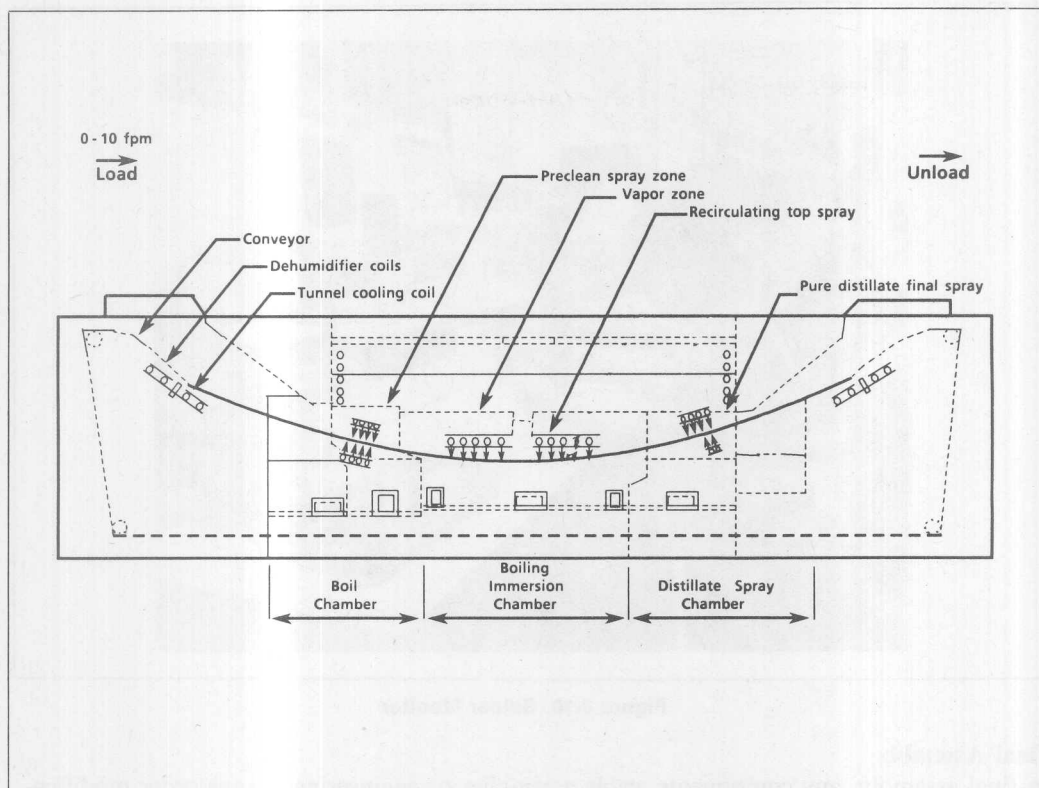 0 - 10 fpm
Load
Unload
Preclean spray zone
Vapor zone
Recirculating top spray
Conveyor
Dehumidifier coils
Tunnel cooling coil
Pure distillate final spray
Boil
Chamber
Boiling
Immersion
Chamber
Distillate Spray
Chamber